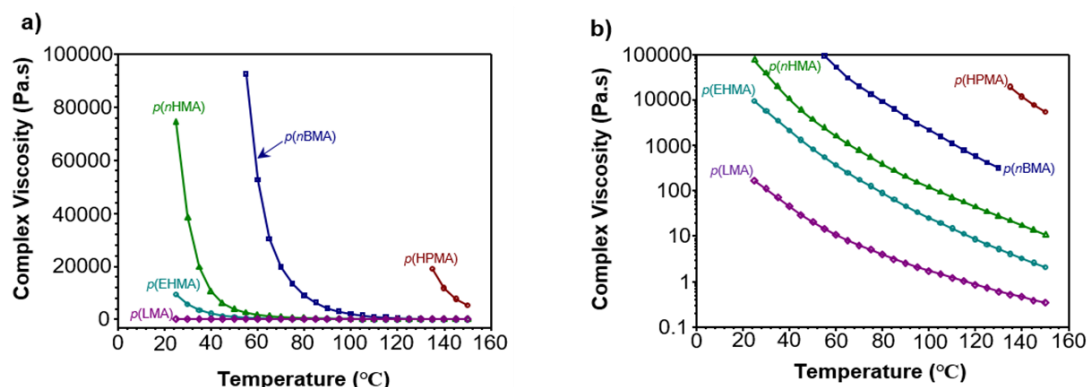 a)
100000
80000
60000
40000
20000
0
Complex Viscosity (Pa.s)
p(nHMA)
p(nBMA)
p(EHMA)
p(LMA)
p(HPMA)
0 20 40 60 80 100 120 140 160
Temperature (°C)
b)
100000
10000
1000
100
10
1
0.1
Complex Viscosity (Pa.s)
p(nHMA)
p(EHMA)
p(HPMA)
p(LMA)
p(nBMA)
0 20 40 60 80 100 120 140 160
Temperature (°C)